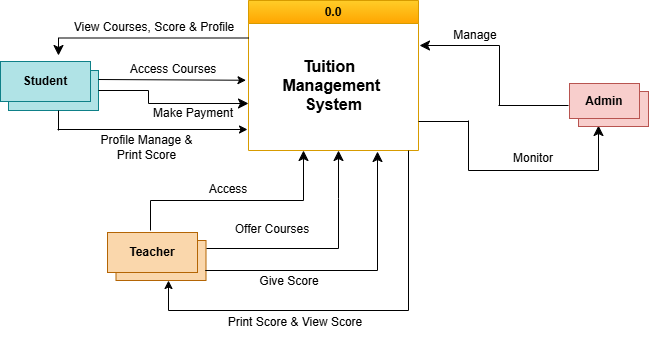 0.0
View Courses, Score & Profile
Tuition
Management
System
Student
Access Courses
Make Payment
Profile Manage &
Print Score
Manage
Admin
Monitor
Access
Offer Courses
Teacher
Give Score
Print Score & View Score